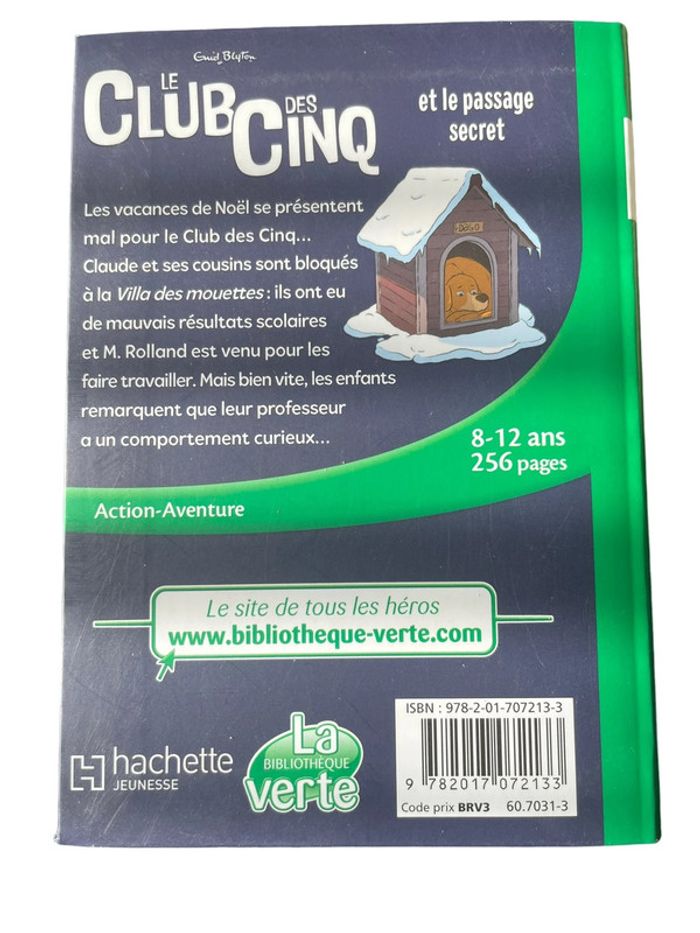 Enid Blyton
LE
CLUB DES
CINQ
et le passage
secret
Les vacances de Noël se présentent
mal pour le Club des Cinq...
Claude et ses cousins sont bloqués
à la Villa des mouettes : ils ont eu
de mauvais résultats scolaires
et M. Rolland est venu pour les
faire travailler. Mais bien vite, les enfants
remarquent que leur professeur
a un comportement curieux...
8-12 ans
256 pages
Action-Aventure
Le site de tous les héros
www.bibliotheque-verte.com
hachette
JEUNESSE
La
BIBLIOTHÈQUE
verte
ISBN : 978-2-01-707213-3
9 782017 072133
Code prix BRV3 60.7031-3